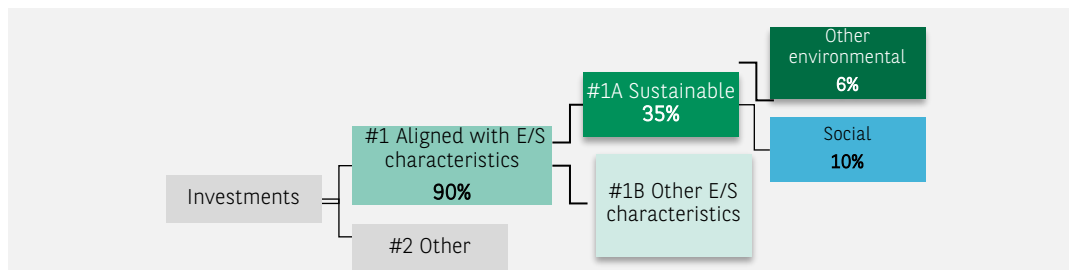 Other
environmental
6%
#1A Sustainable
35%
#1 Aligned with E/S
characteristics
90%
Social
10%
#1B Other E/S
characteristics
Investments
#2 Other